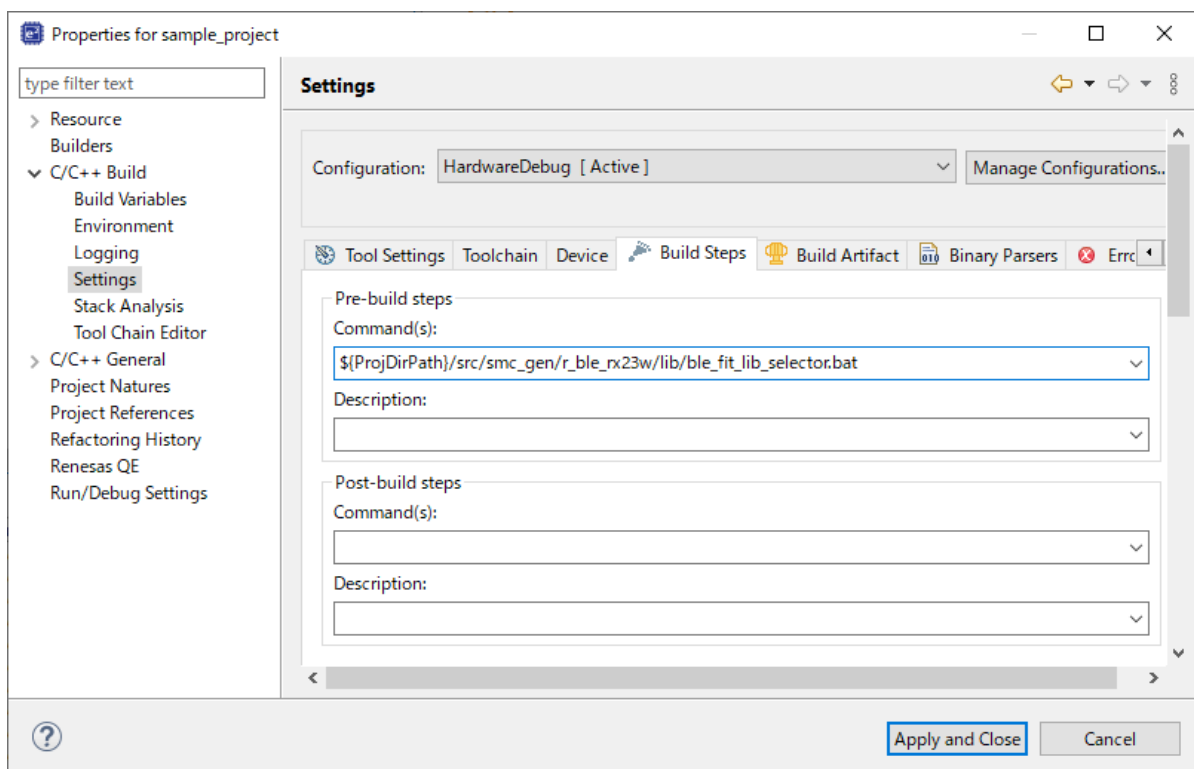 Properties for sample_project
type filter text
Resource
Builders
C/C++ Build
Build Variables
Environment
Logging
Settings
Stack Analysis
Tool Chain Editor
C/C++ General
Project Natures
Project References
Refactoring History
Renesas QE
Run/Debug Settings
Settings
Configuration: HardwareDebug [ Active ] Manage Configurations..
Tool Settings Toolchain Device Build Steps Build Artifact Binary Parsers Errc
Pre-build steps
Command(s):
${ProjDirPath}/src/smc_gen/r_ble_rx23w/lib/ble_fit_lib_selector.bat
Description:
Post-build steps
Command(s):
Description:
Apply and Close Cancel